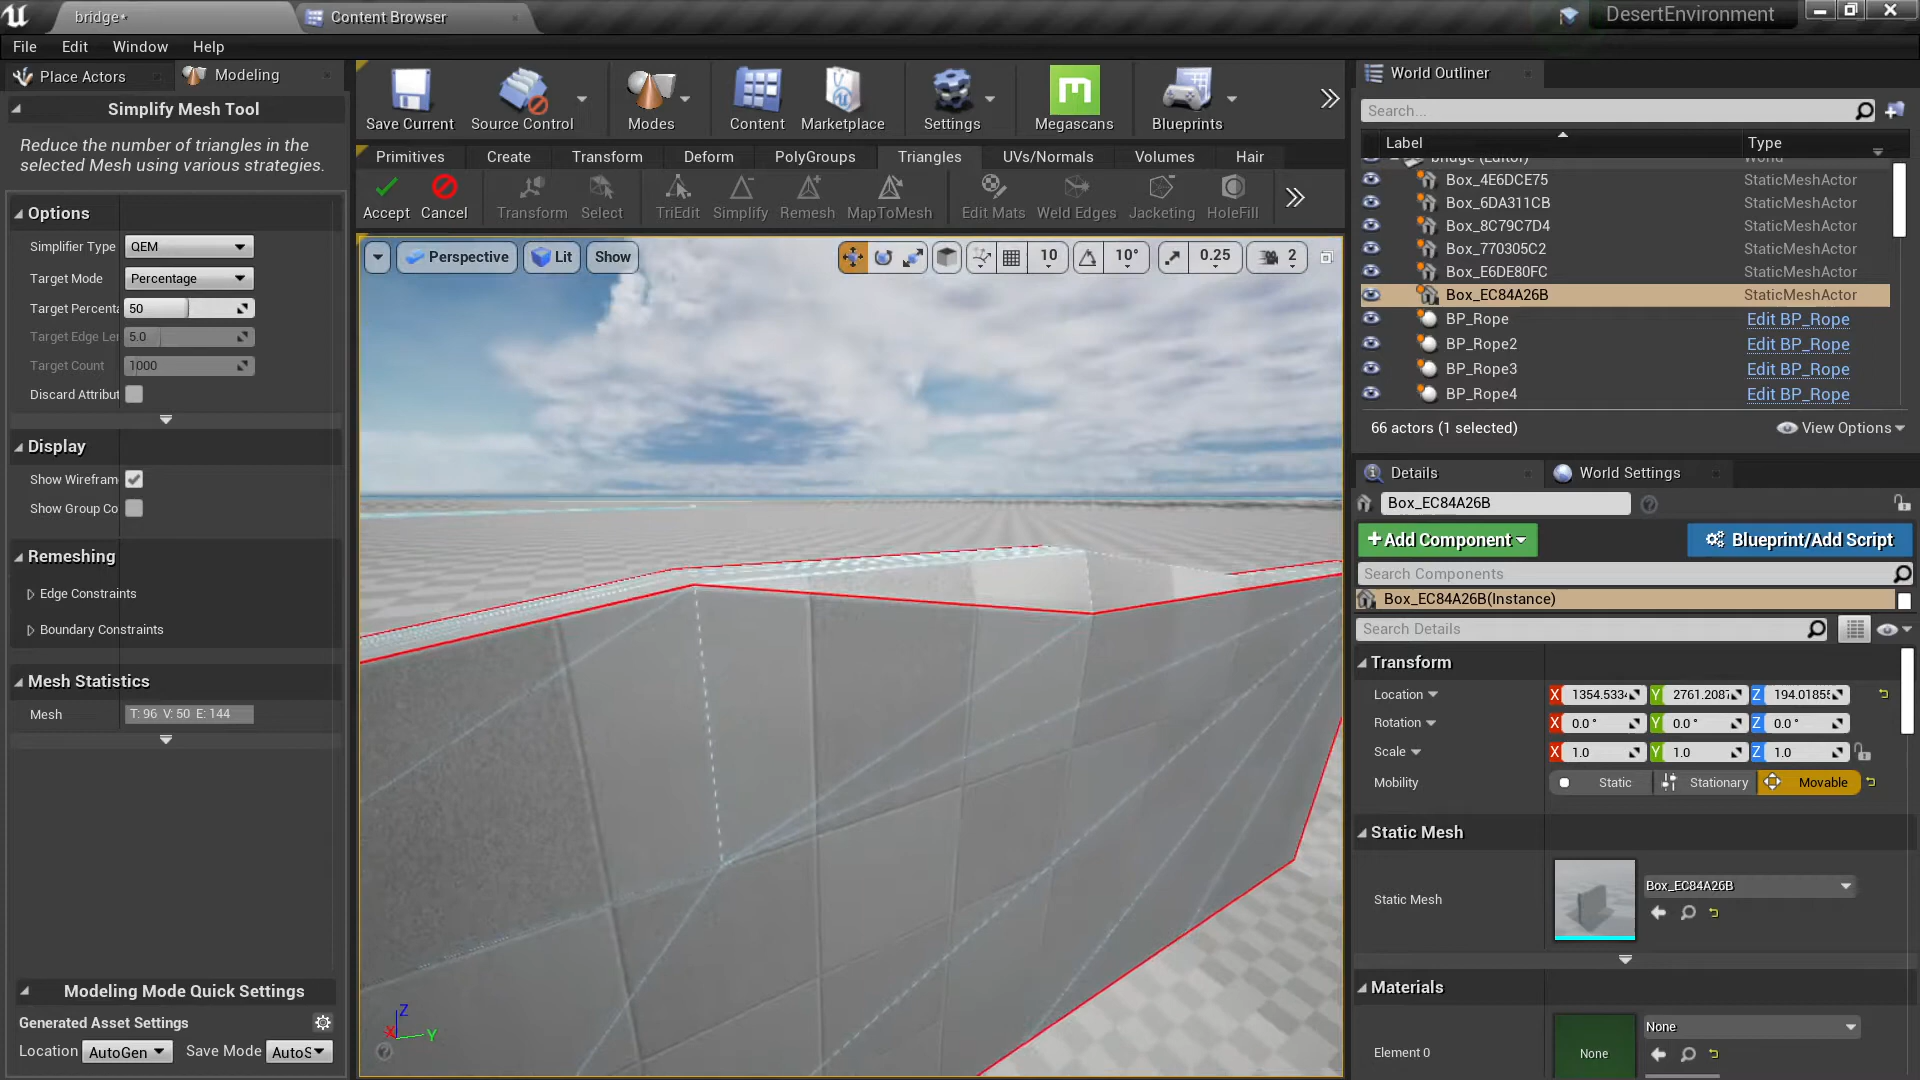 bridge*
Content Browser
DesertEnvironment
File Edit Window Help
Place Actors
Modeling
Simplify Mesh Tool
Reduce the number of triangles in the
selected Mesh using various strategies.
Options
Simplifier Type QEM
Target Mode Percentage
Target Percenta 50
Target Edge Ler 5.0
Target Count 1000
Discard Attribut
Display
Show Wirefram
Show Group Co
Remeshing
Edge Constraints
Boundary Constraints
Mesh Statistics
Mesh T: 96 V: 50 E: 144
Modeling Mode Quick Settings
Generated Asset Settings
Location AutoGen Save Mode AutoS
Save Current Source Control Modes Content Marketplace Settings Megascans Blueprints
Primitives Create Transform Deform PolyGroups Triangles UVs/Normals Volumes Hair
Accept Cancel Transform Select TriEdit Simplify Remesh MapToMesh Edit Mats Weld Edges Jacketing HoleFill
Perspective Lit Show 10 10° 0.25 2
Z
X Y
World Outliner
Search...
Label Type
bridge (Editor) World
Box_4E6DCE75 StaticMeshActor
Box_6DA311CB StaticMeshActor
Box_8C79C7D4 StaticMeshActor
Box_770305C2 StaticMeshActor
Box_E6DE80FC StaticMeshActor
Box_EC84A26B StaticMeshActor
BP_Rope Edit BP_Rope
BP_Rope2 Edit BP_Rope
BP_Rope3 Edit BP_Rope
BP_Rope4 Edit BP_Rope
66 actors (1 selected) View Options
Details World Settings
Box_EC84A26B
+Add Component Blueprint/Add Script
Search Components
Box_EC84A26B(Instance)
Search Details
Transform
Location X 1354.5334 Y 2761.2087 Z 194.01855
Rotation X 0.0 ° Y 0.0 ° Z 0.0 °
Scale X 1.0 Y 1.0 Z 1.0
Mobility Static Stationary Movable
Static Mesh
Static Mesh Box_EC84A26B
Materials
Element 0 None None